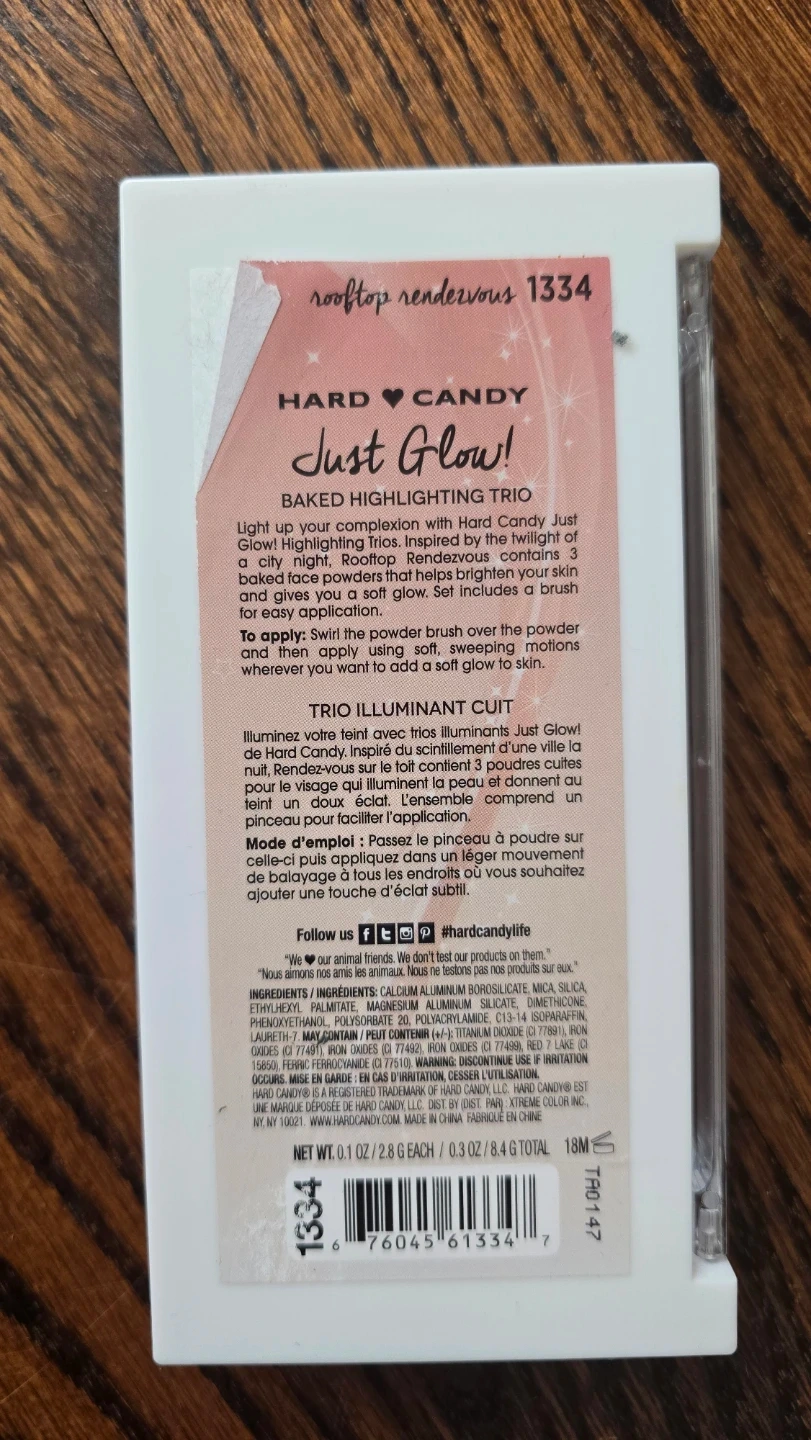 rooftop rendezvous 1334
HARD ♥ CANDY
Just Glow!
BAKED HIGHLIGHTING TRIO
Light up your complexion with Hard Candy Just
Glow! Highlighting Trios. Inspired by the twilight of
a city night, Rooftop Rendezvous contains 3
baked face powders that helps brighten your skin
and gives you a soft glow. Set includes a brush
for easy application.
To apply: Swirl the powder brush over the powder
and then apply using soft, sweeping motions
wherever you want to add a soft glow to skin.
TRIO ILLUMINANT CUIT
Illuminez votre teint avec trios illuminants Just Glow!
de Hard Candy. Inspiré du scintillement d'une ville la
nuit, Rendez-vous sur le toit contient 3 poudres cuites
pour le visage qui illuminent la peau et donnent au
teint un doux éclat. L'ensemble comprend un
pinceau pour faciliter l'application.
Mode d'emploi : Passez le pinceau à poudre sur
celle-ci puis appliquez dans un léger mouvement
de balayage à tous les endroits où vous souhaitez
ajouter une touche d'éclat subtil.
Follow us #hardcandylife
"We ♥ our animal friends. We don't test our products on them."
"Nous aimons nos amis les animaux. Nous ne testons pas nos produits sur eux."
INGREDIENTS / INGRÉDIENTS: CALCIUM ALUMINUM BOROSILICATE, MICA, SILICA,
ETHYLHEXYL PALMITATE, MAGNESIUM ALUMINUM SILICATE, DIMETHICONE,
PHENOXYETHANOL, POLYSORBATE 20, POLYACRYLAMIDE, C13-14 ISOPARAFFIN,
LAURETH-7. MAY CONTAIN / PEUT CONTENIR (+/-): TITANIUM DIOXIDE (CI 77891), IRON
OXIDES (CI 77491), IRON OXIDES (CI 77492), IRON OXIDES (CI 77499), RED 7 LAKE (CI
15850), FERRIC FERROCYANIDE (CI 77510). WARNING: DISCONTINUE USE IF IRRITATION
OCCURS. MISE EN GARDE : EN CAS D'IRRITATION, CESSER L'UTILISATION.
HARD CANDY® IS A REGISTERED TRADEMARK OF HARD CANDY, LLC. HARD CANDY® EST
UNE MARQUE DÉPOSÉE DE HARD CANDY, LLC. DIST. BY (DIST. PAR) : XTREME COLOR INC.,
NY, NY 10021. WWW.HARDCANDY.COM. MADE IN CHINA FABRIQUÉ EN CHINE
NET WT. 0.1 OZ / 2.8 G EACH / 0.3 OZ / 8.4 G TOTAL 18M
1334
6 76045 61334 7
TA0147